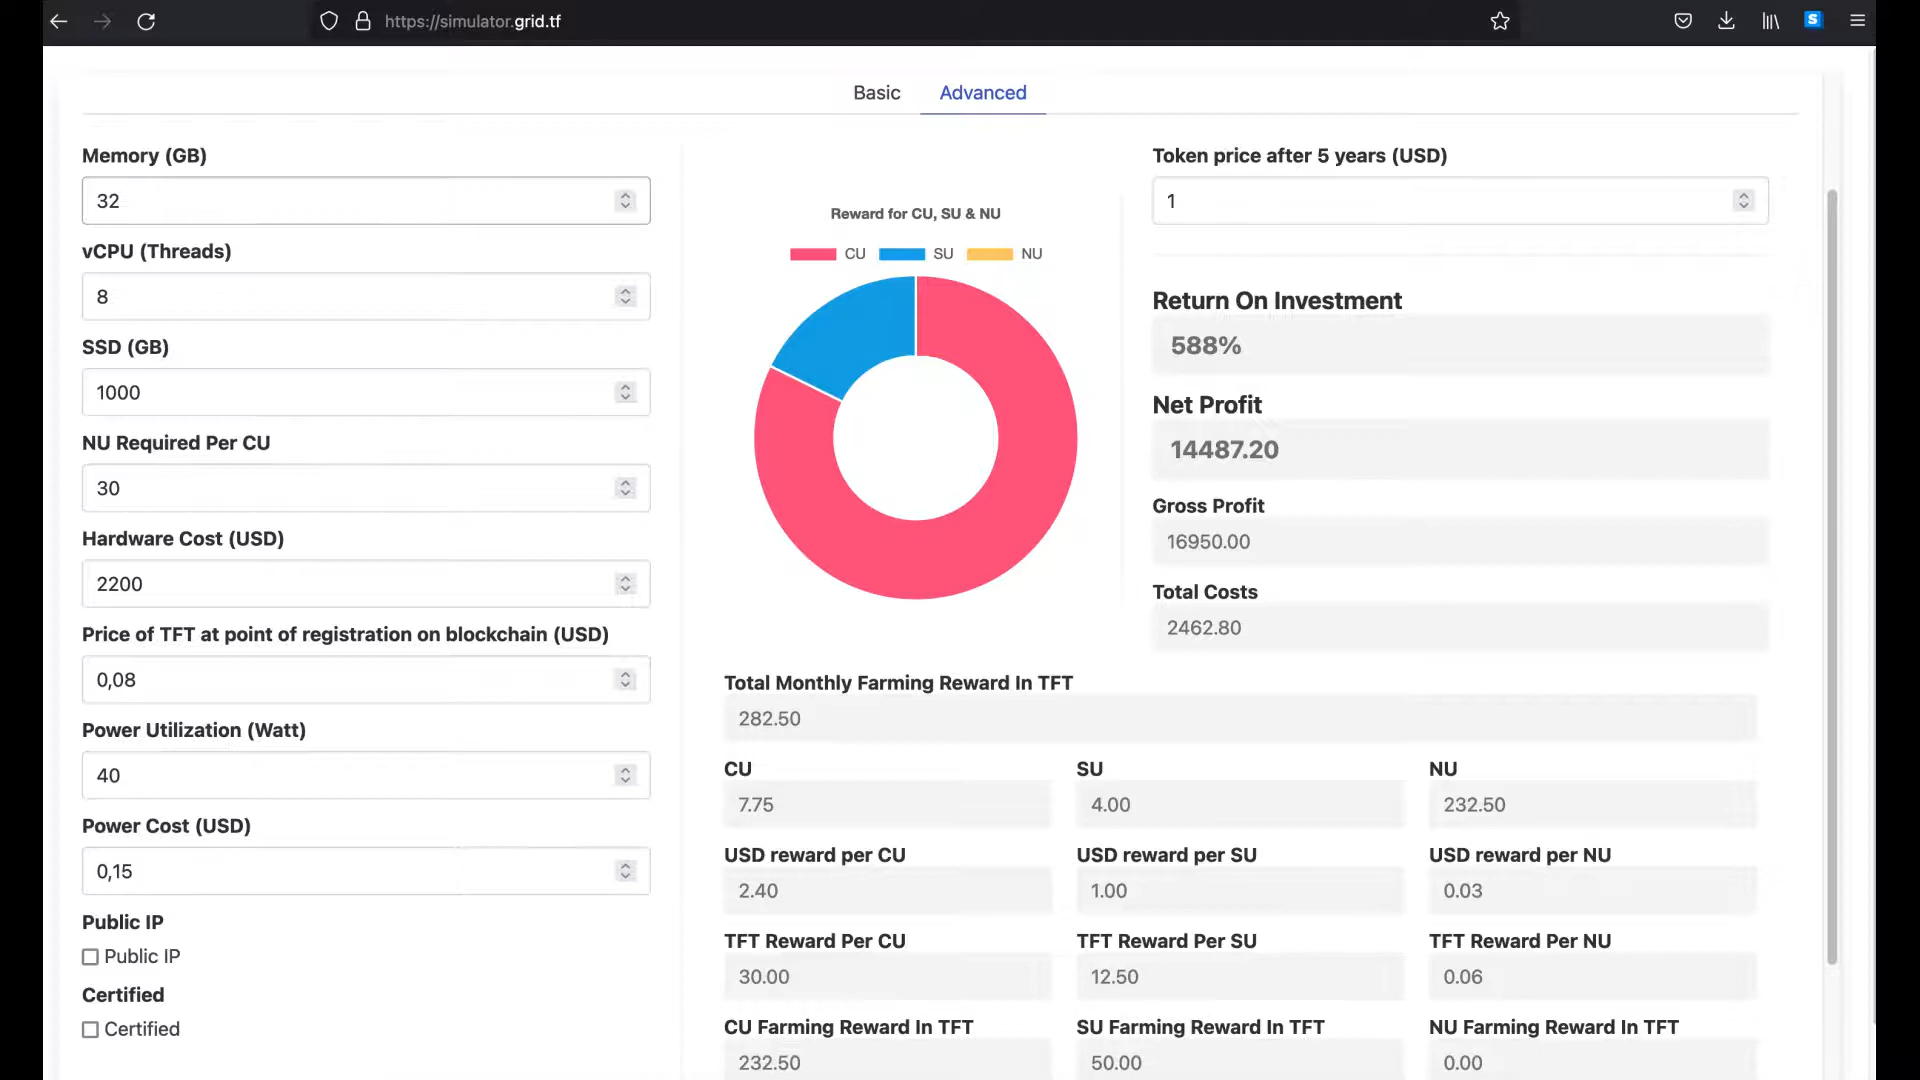 https://simulator.grid.tf
S
Basic
Advanced
Memory (GB)
32
vCPU (Threads)
8
SSD (GB)
1000
NU Required Per CU
30
Hardware Cost (USD)
2200
Price of TFT at point of registration on blockchain (USD)
0,08
Power Utilization (Watt)
40
Power Cost (USD)
0,15
Public IP
Public IP
Certified
Certified
Reward for CU, SU & NU
CU
SU
NU
Token price after 5 years (USD)
1
Return On Investment
588%
Net Profit
14487.20
Gross Profit
16950.00
Total Costs
2462.80
Total Monthly Farming Reward In TFT
282.50
CU
SU
NU
7.75
4.00
232.50
USD reward per CU
USD reward per SU
USD reward per NU
2.40
1.00
0.03
TFT Reward Per CU
TFT Reward Per SU
TFT Reward Per NU
30.00
12.50
0.06
CU Farming Reward In TFT
SU Farming Reward In TFT
NU Farming Reward In TFT
232.50
50.00
0.00